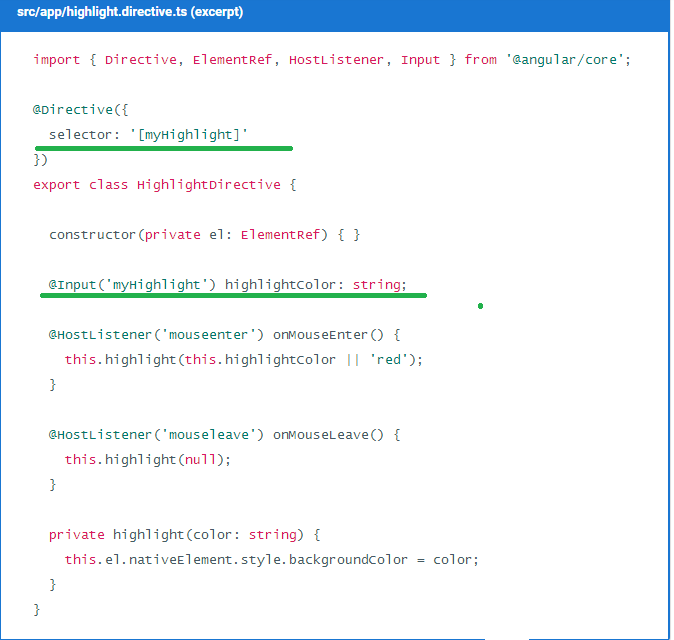 src/app/highlight.directive.ts (excerpt)
import { Directive, ElementRef, HostListener, Input } from '@angular/core';
@Directive({
  selector: '[myHighlight]'
})
export class HighlightDirective {
  constructor(private el: ElementRef) { }
  @Input('myHighlight') highlightColor: string;
  @HostListener('mouseenter') onMouseEnter() {
    this.highlight(this.highlightColor || 'red');
  }
  @HostListener('mouseleave') onMouseLeave() {
    this.highlight(null);
  }
  private highlight(color: string) {
    this.el.nativeElement.style.backgroundColor = color;
  }
}